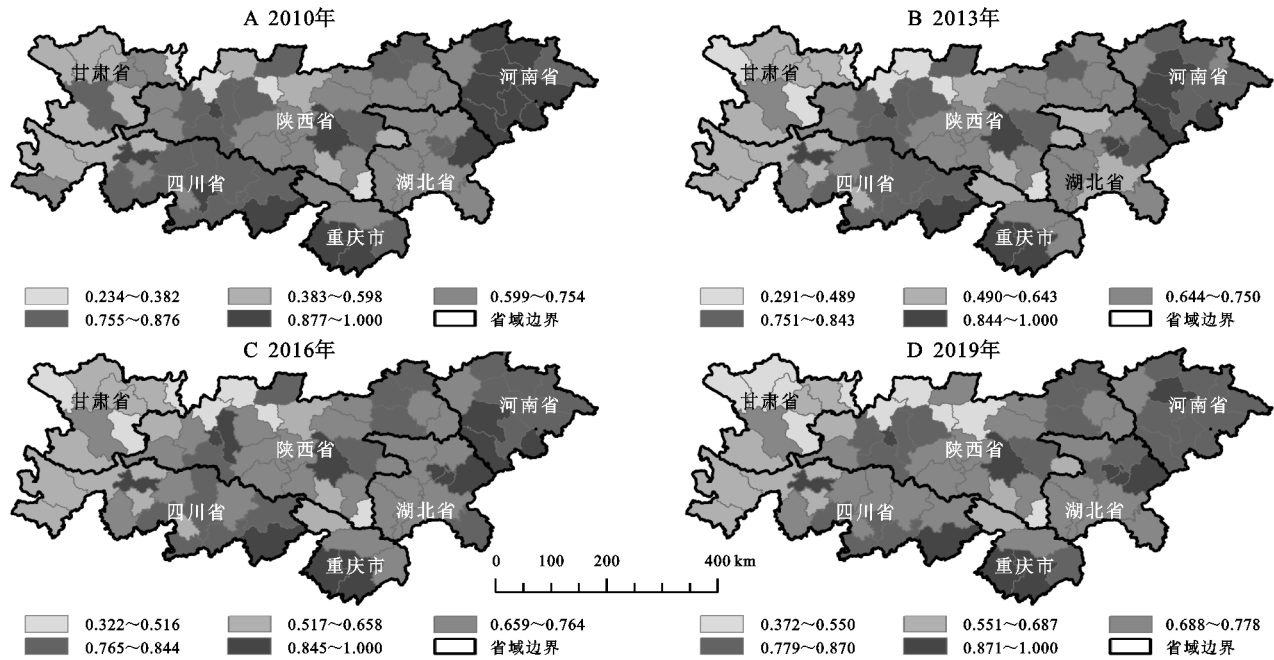 A 2010年
B 2013年
甘肃省
河南省
陕西省
四川省
湖北省
重庆市
甘肃省
河南省
陕西省
四川省
湖北省
重庆市
0.234～0.382
0.383～0.598
0.599～0.754
0.755～0.876
0.877～1.000
省域边界
0.291～0.489
0.490～0.643
0.644～0.750
0.751～0.843
0.844～1.000
省域边界
C 2016年
D 2019年
甘肃省
河南省
陕西省
四川省
湖北省
重庆市
甘肃省
河南省
陕西省
四川省
湖北省
重庆市
0 100 200 400 km
0.322～0.516
0.517～0.658
0.659～0.764
0.765～0.844
0.845～1.000
省域边界
0.372～0.550
0.551～0.687
0.688～0.778
0.779～0.870
0.871～1.000
省域边界